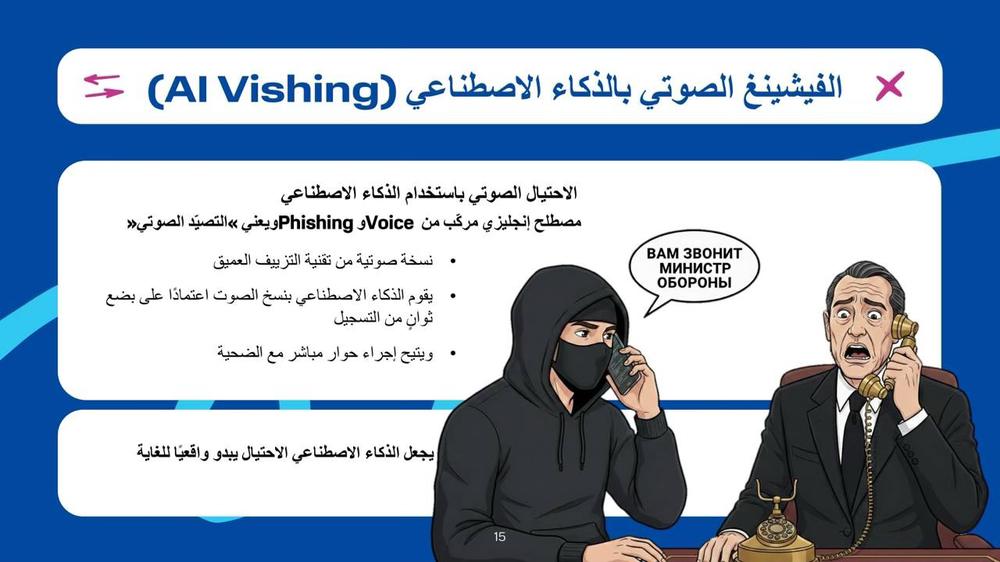 الفيشينغ الصوتي بالذكاء الاصطناعي (AI Vishing)
الاحتيال الصوتي باستخدام الذكاء الاصطناعي
مصطلح إنجليزي مركّب من Voice و Phishing ويعني »التصيّد الصوتي«
• نسخة صوتية من تقنية التزييف العميق
• يقوم الذكاء الاصطناعي بنسخ الصوت اعتمادًا على بضع
ثوانٍ من التسجيل
• ويتيح إجراء حوار مباشر مع الضحية
ВАМ ЗВОНИТ
МИНИСТР
ОБОРОНЫ
يجعل الذكاء الاصطناعي الاحتيال يبدو واقعيًا للغاية
15